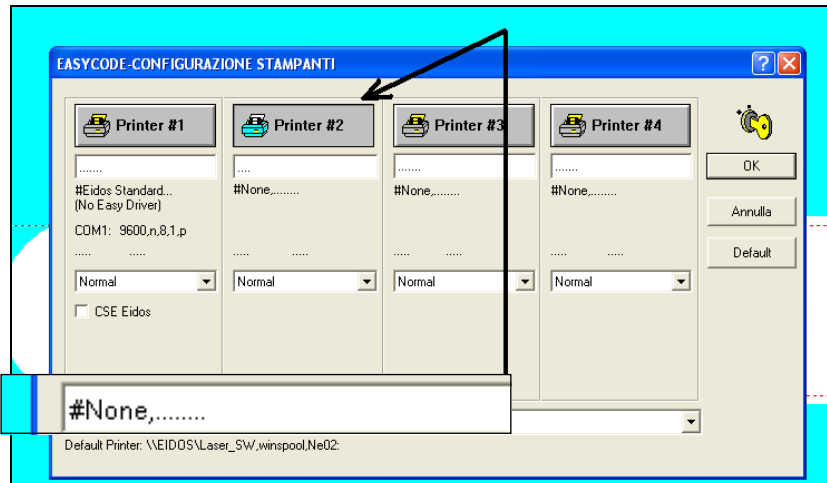 EASYCODE-CONFIGURAZIONE STAMPANTI
Printer #1
Printer #2
Printer #3
Printer #4
.......
....
.......
.......
OK
#Eidos Standard...
(No Easy Driver)
#None,........
#None,........
#None,........
Annulla
COM1: 9600,n,8,1,p
..... .....
..... .....
..... .....
..... .....
Default
Normal
Normal
Normal
Normal
CSE Eidos
#None,........
Default Printer: \\EIDOS\Laser_SW,winspool,Ne02: